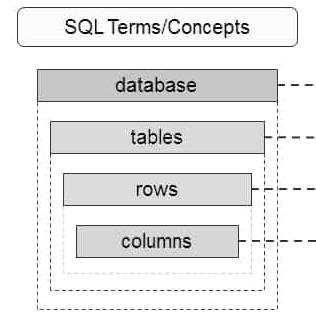 SQL Terms/Concepts
database
tables
rows
columns